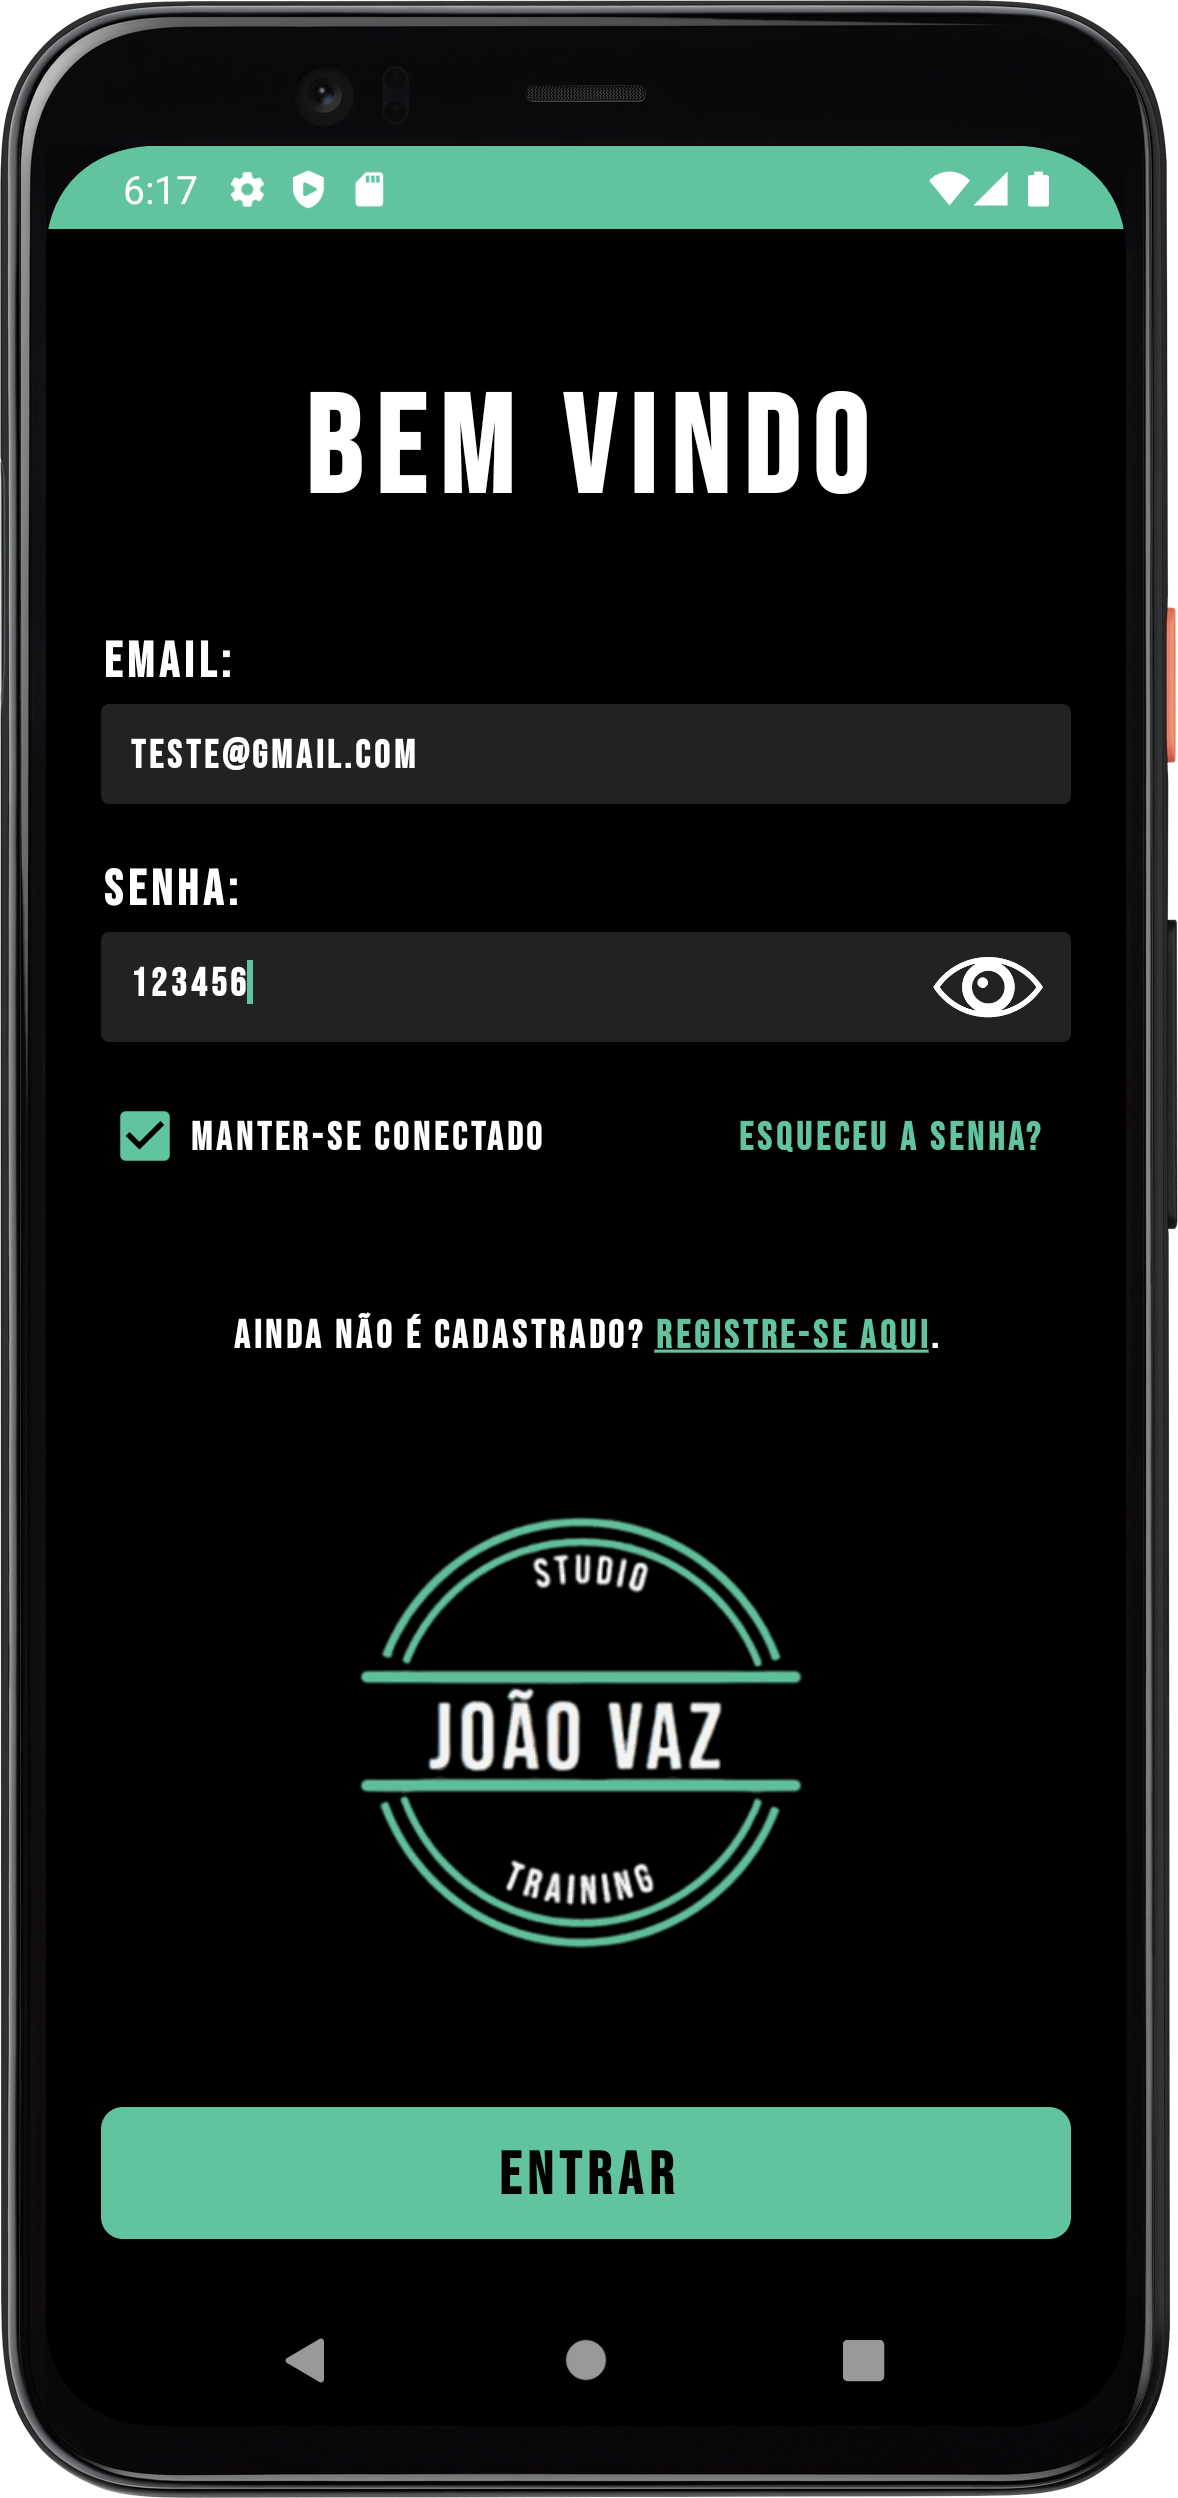 6:17
BEM VINDO
EMAIL:
TESTE@GMAIL.COM
SENHA:
123456
MANTER-SE CONECTADO
ESQUECEU A SENHA?
AINDA NÃO É CADASTRADO? REGISTRE-SE AQUI.
STUDIO
JOÃO VAZ
TRAINING
ENTRAR